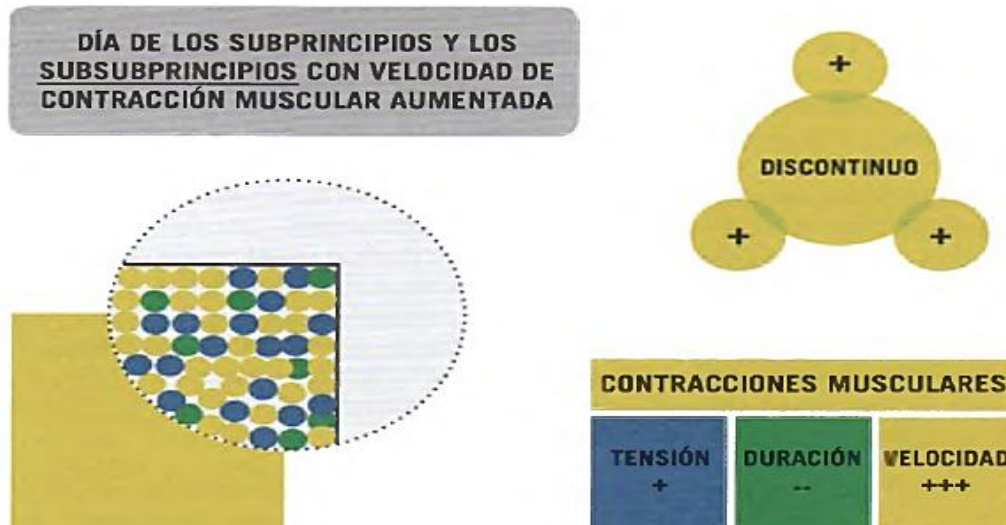 DÍA DE LOS SUBPRINCIPIOS Y LOS
SUBSUBPRINCIPIOS CON VELOCIDAD DE
CONTRACCIÓN MUSCULAR AUMENTADA
+
DISCONTINUO
+ +
CONTRACCIONES MUSCULARES
TENSIÓN
+
DURACIÓN
--
VELOCIDAD
+++